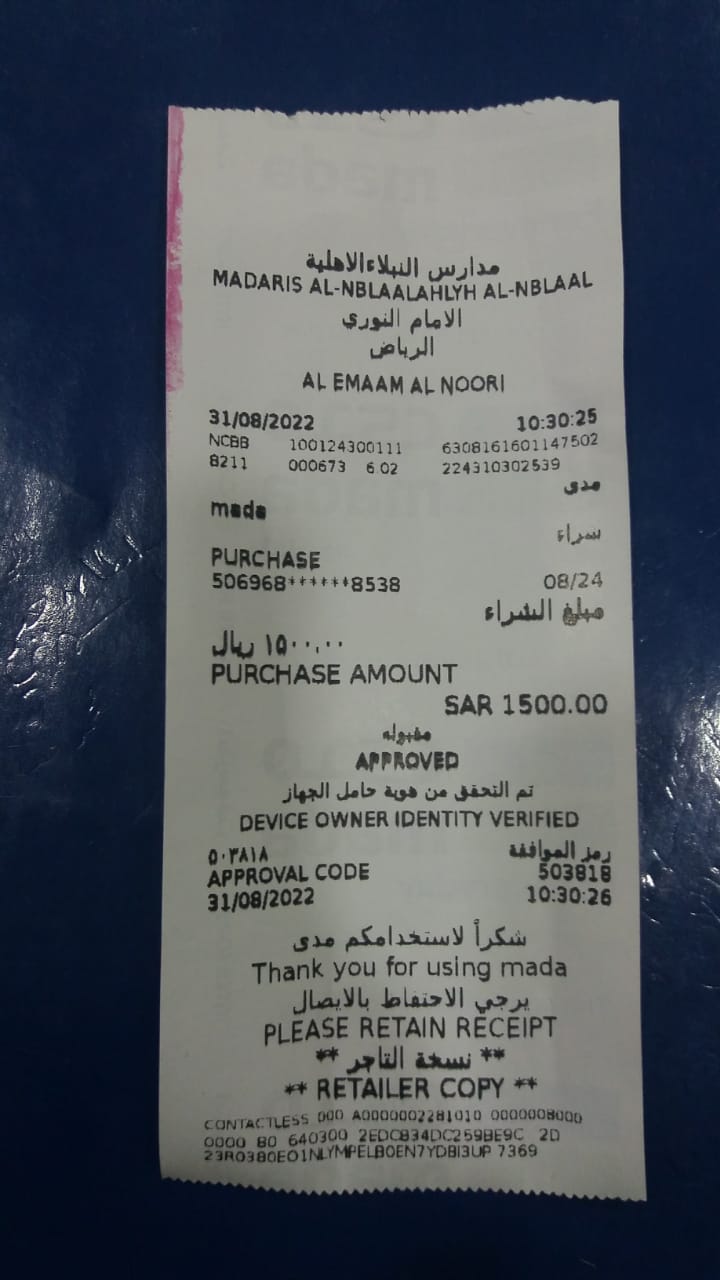 مدارس النبلاءالاهلية
MADARIS AL-NBLAALAHLYH AL-NBLAAL
الامام النوري
الرياض
AL EMAAM AL NOORI
31/08/2022 10:30:25
NCBB 100124300111 6308161601147502
8211 000673 6.02 224310302539
مدى
mada
شراء
PURCHASE
506968******8538 08/24
مبلغ الشراء
١٥٠٠.٠٠ ريال
PURCHASE AMOUNT
SAR 1500.00
مقبوله
APPROVED
تم التحقق من هوية حامل الجهاز
DEVICE OWNER IDENTITY VERIFIED
رمز الموافقة ٥٠٣٨١٨
APPROVAL CODE 503818
31/08/2022 10:30:26
شكراً لاستخدامكم مدى
Thank you for using mada
يرجي الاحتفاظ بالايصال
PLEASE RETAIN RECEIPT
** نسخة التاجر **
** RETAILER COPY **
CONTACTLESS 000 A0000002281010 0000008000
0000 80 640300 2EDC834DC259BE9C 2D
23R0380EO1NLYMPELB0EN7YDBI3UP 7369